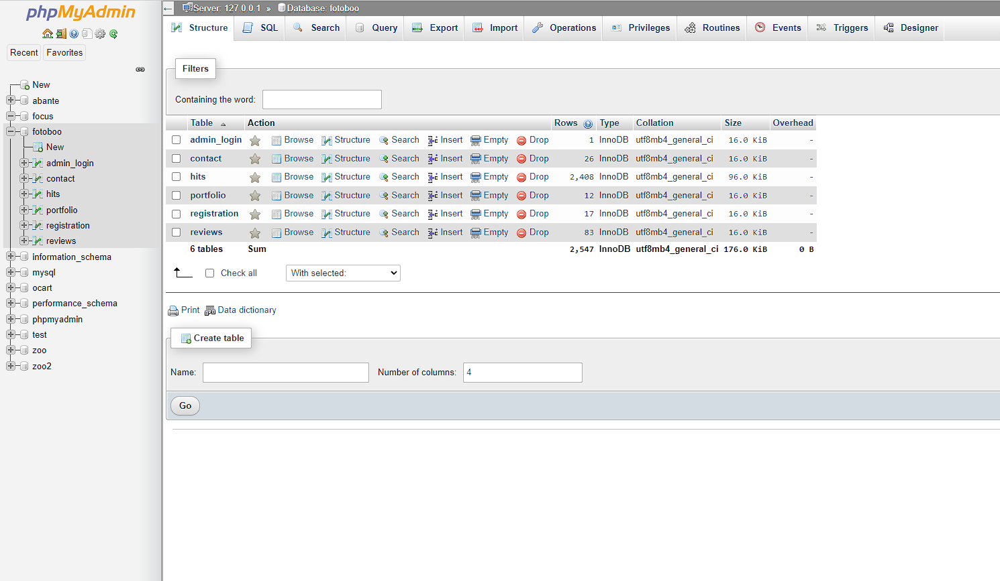 phpMyAdmin
Recent Favorites
New
abante
focus
fotoboo
New
admin_login
contact
hits
portfolio
registration
reviews
information_schema
mysql
ocart
performance_schema
phpmyadmin
test
zoo
zoo2
Server: 127.0.0.1 » Database: fotoboo
Structure SQL Search Query Export Import Operations Privileges Routines Events Triggers Designer
Filters
Containing the word:
Table Action Rows Type Collation Size Overhead
admin_login Browse Structure Search Insert Empty Drop 1 InnoDB utf8mb4_general_ci 16.0 KiB -
contact Browse Structure Search Insert Empty Drop 26 InnoDB utf8mb4_general_ci 16.0 KiB -
hits Browse Structure Search Insert Empty Drop 2,408 InnoDB utf8mb4_general_ci 96.0 KiB -
portfolio Browse Structure Search Insert Empty Drop 12 InnoDB utf8mb4_general_ci 16.0 KiB -
registration Browse Structure Search Insert Empty Drop 17 InnoDB utf8mb4_general_ci 16.0 KiB -
reviews Browse Structure Search Insert Empty Drop 83 InnoDB utf8mb4_general_ci 16.0 KiB -
6 tables Sum 2,547 InnoDB utf8mb4_general_ci 176.0 KiB 0 B
Check all With selected:
Print Data dictionary
Create table
Name: Number of columns: 4
Go